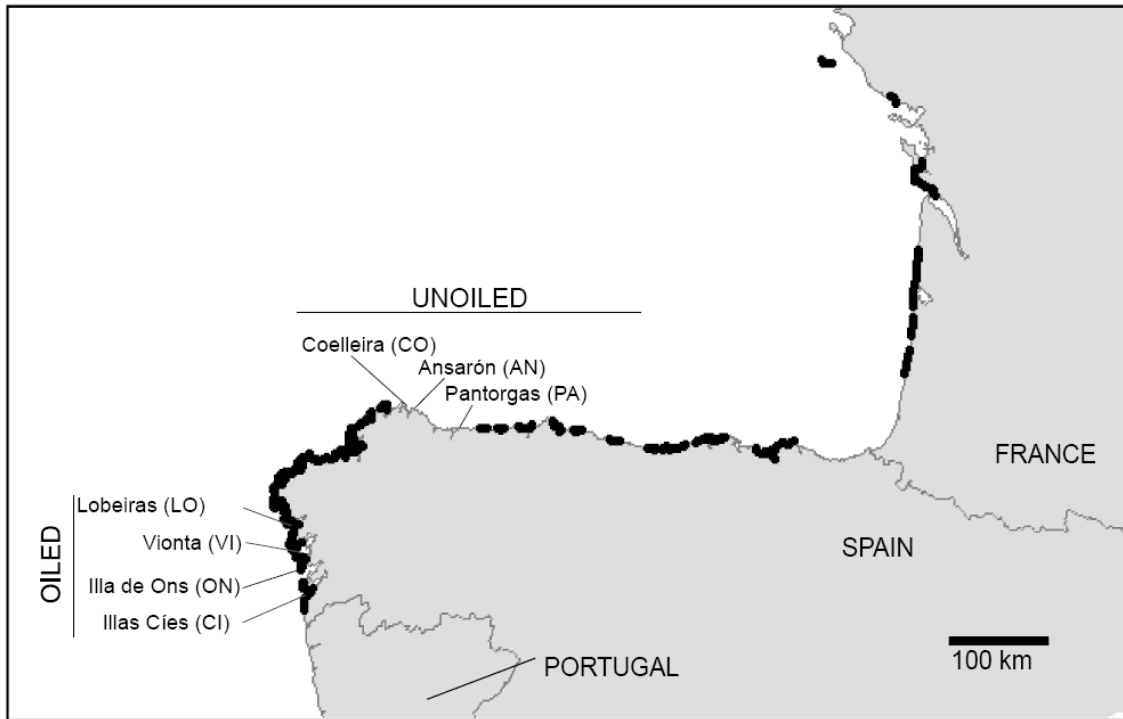 UNOILED
Coelleira (CO)
Ansarón (AN)
Pantorgas (PA)
FRANCE
Lobeiras (LO)
OILED
Vionta (VI)
SPAIN
Illa de Ons (ON)
Illas Cíes (CI)
100 km
PORTUGAL